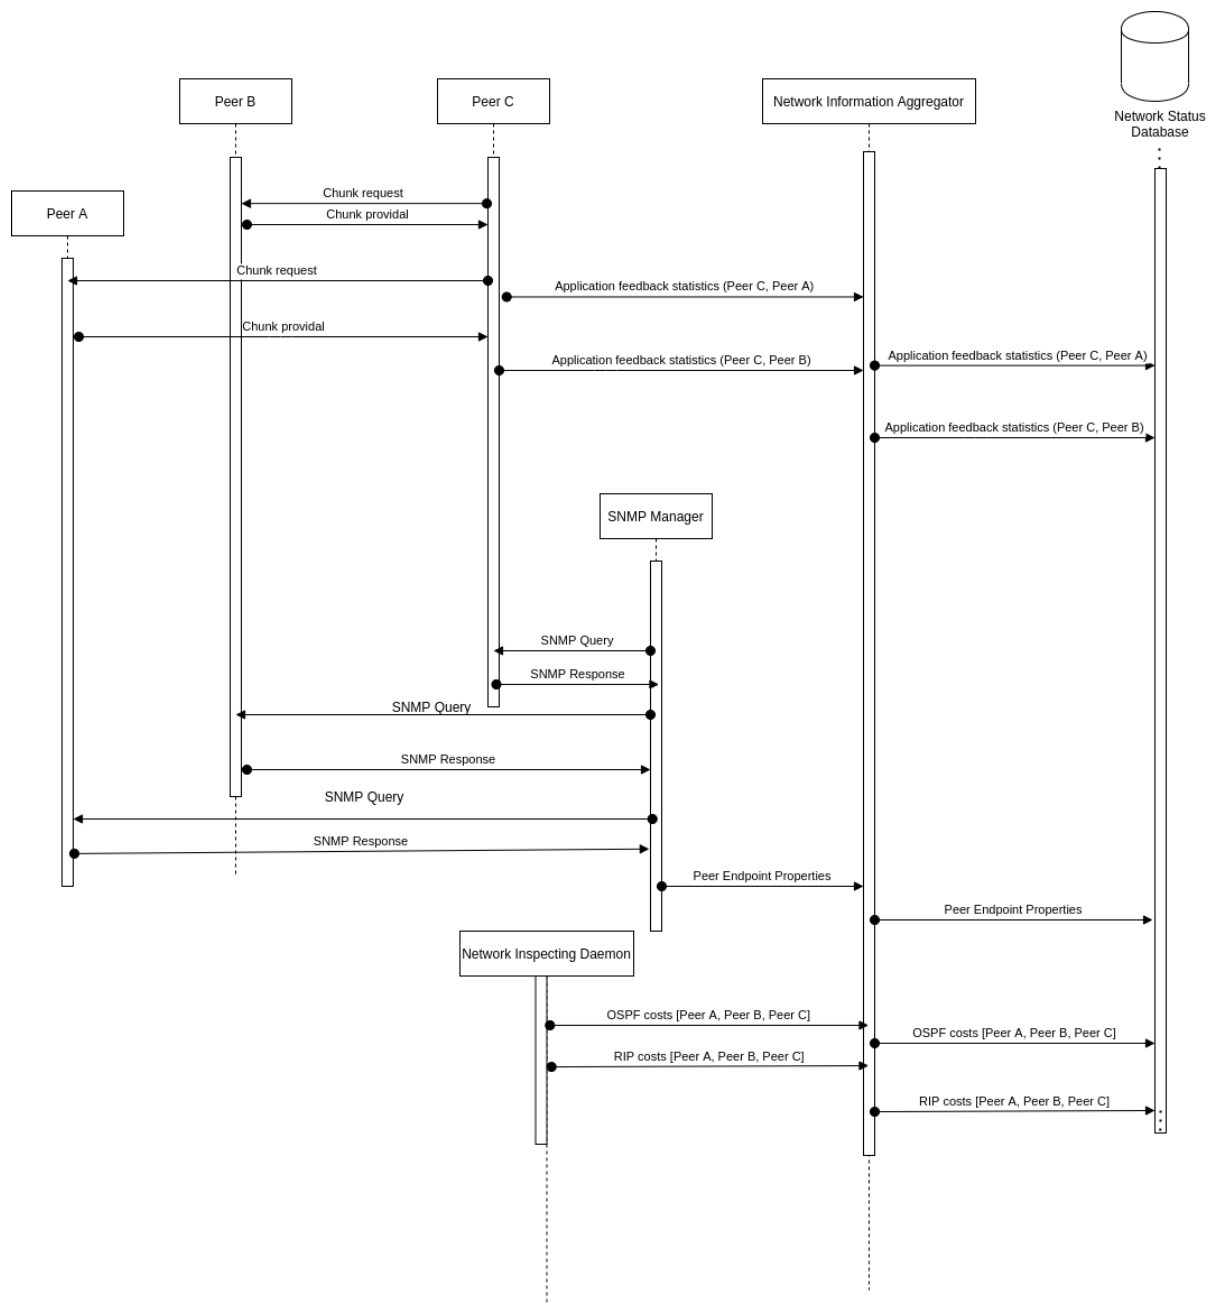 Network Status
Database
Peer B
Peer C
Network Information Aggregator
Peer A
Chunk request
Chunk providal
Chunk request
Application feedback statistics (Peer C, Peer A)
Chunk providal
Application feedback statistics (Peer C, Peer B)
Application feedback statistics (Peer C, Peer A)
Application feedback statistics (Peer C, Peer B)
SNMP Manager
SNMP Query
SNMP Response
SNMP Query
SNMP Response
SNMP Query
SNMP Response
Peer Endpoint Properties
Peer Endpoint Properties
Network Inspecting Daemon
OSPF costs [Peer A, Peer B, Peer C]
OSPF costs [Peer A, Peer B, Peer C]
RIP costs [Peer A, Peer B, Peer C]
RIP costs [Peer A, Peer B, Peer C]